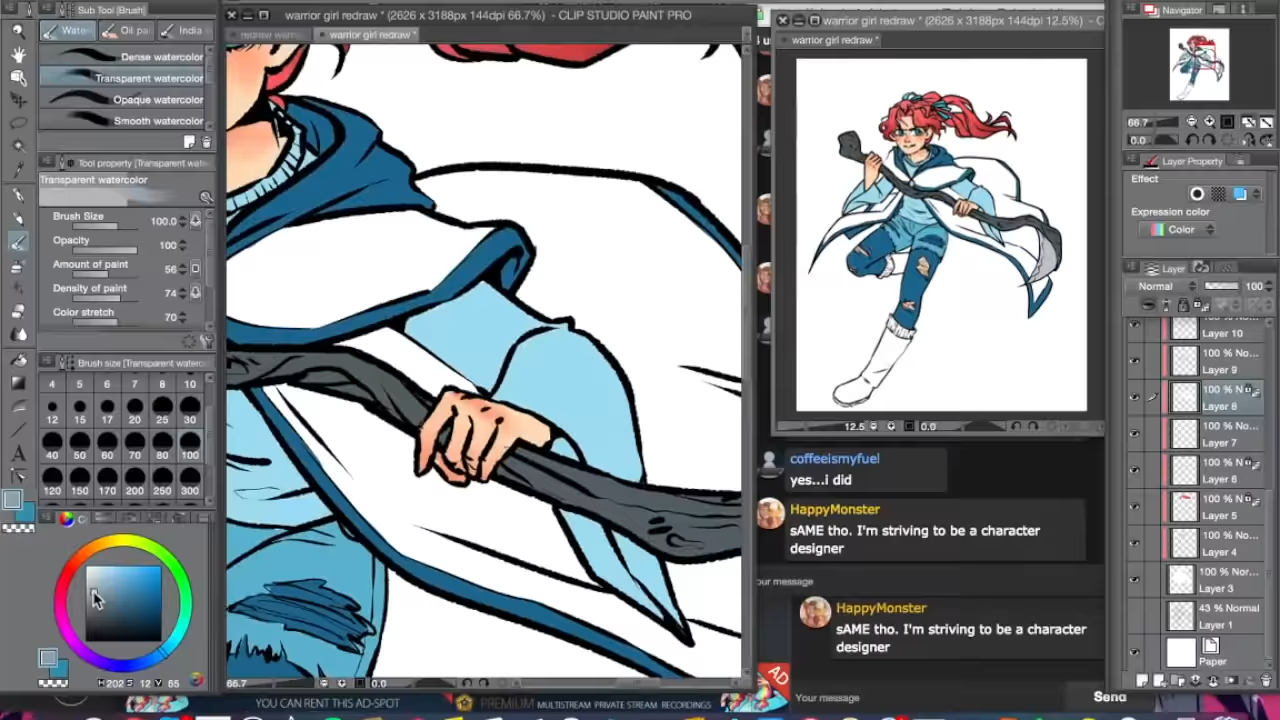 Sub Tool [Brush]
Water
Oil pa
India
Dense watercolor
Transparent watercolor
Opaque watercolor
Smooth watercolor
Tool property [Transparent water
Transparent watercolor
Brush Size 100.0
Opacity 100
Amount of paint 56
Density of paint 74
Color stretch 70
Brush size [Transparent waterc
4 5 6 7 8 10
12 15 17 20 25 30
40 50 60 70 80 100
120 150 170 200 250 300
H 202 S 12 V 65
warrior girl redraw * (2626 x 3188px 144dpi 66.7%) - CLIP STUDIO PAINT PRO
warrior girl redraw *
66.7
0.0
warrior girl redraw * (2626 x 3188px 144dpi 12.5%) - C
warrior girl redraw *
12.5
0.0
coffeeismyfuel
yes...i did
HappyMonster
sAME tho. I'm striving to be a character
designer
our message
HappyMonster
sAME tho. I'm striving to be a character
designer
AD
Your message
Send
YOU CAN RENT THIS AD-SPOT
PREMIUM MULTISTREAM PRIVATE STREAM RECORDINGS
Navigator
66.7
0.0
Layer Property
Effect
Expression color
Color
Layer
Normal 100
Layer 10
100 % No...
Layer 9
100 % N
Layer 8
100 % No...
Layer 7
100 % N
Layer 6
100 % N
Layer 5
100 % No...
Layer 4
100 % Nor...
Layer 3
43 % Normal
Layer 1
Paper